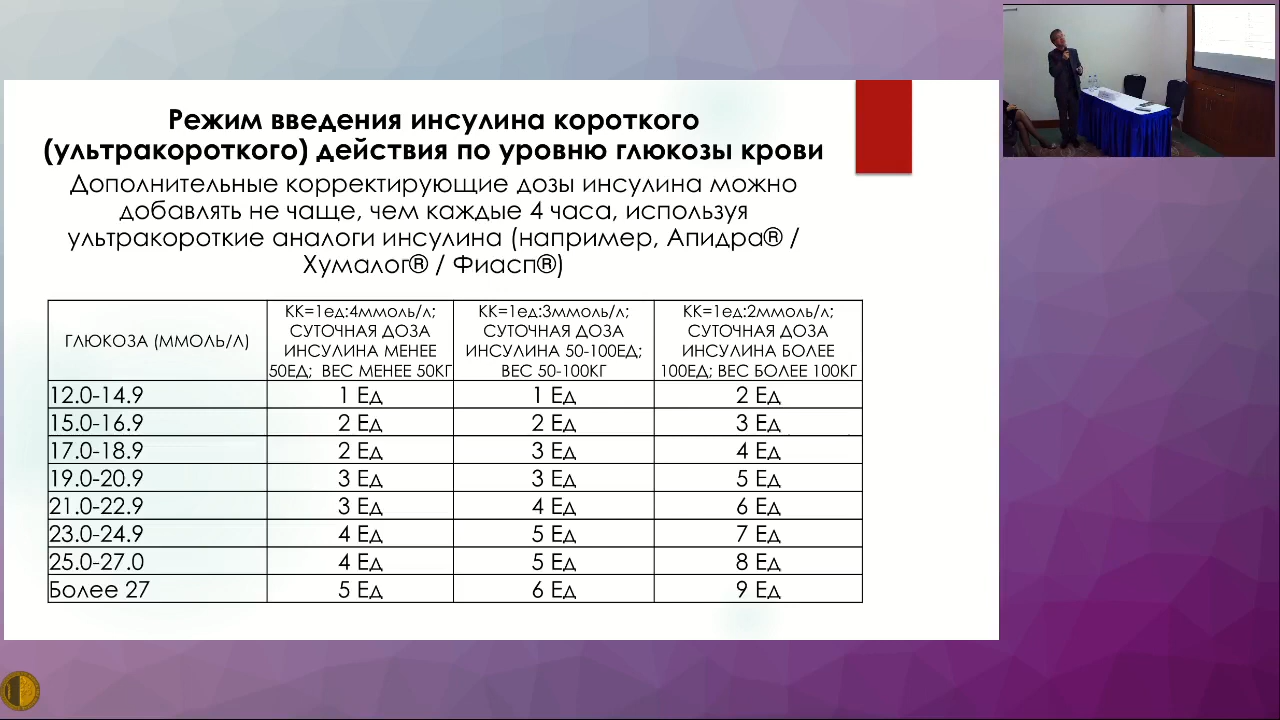 Режим введения инсулина короткого
(ультракороткого) действия по уровню глюкозы крови
Дополнительные корректирующие дозы инсулина можно
добавлять не чаще, чем каждые 4 часа, используя
ультракороткие аналоги инсулина (например, Апидра® /
Хумалог® / Фиасп®)
ГЛЮКОЗА (ММОЛЬ/Л)
КК=1ед:4ммоль/л;
СУТОЧНАЯ ДОЗА
ИНСУЛИНА МЕНЕЕ
50ЕД; ВЕС МЕНЕЕ 50КГ
КК=1ед:3ммоль/л;
СУТОЧНАЯ ДОЗА
ИНСУЛИНА 50-100ЕД;
ВЕС 50-100КГ
КК=1ед:2ммоль/л;
СУТОЧНАЯ ДОЗА
ИНСУЛИНА БОЛЕЕ
100ЕД; ВЕС БОЛЕЕ 100КГ
12.0-14.9 1 Ед 1 Ед 2 Ед
15.0-16.9 2 Ед 2 Ед 3 Ед
17.0-18.9 2 Ед 3 Ед 4 Ед
19.0-20.9 3 Ед 3 Ед 5 Ед
21.0-22.9 3 Ед 4 Ед 6 Ед
23.0-24.9 4 Ед 5 Ед 7 Ед
25.0-27.0 4 Ед 5 Ед 8 Ед
Более 27 5 Ед 6 Ед 9 Ед